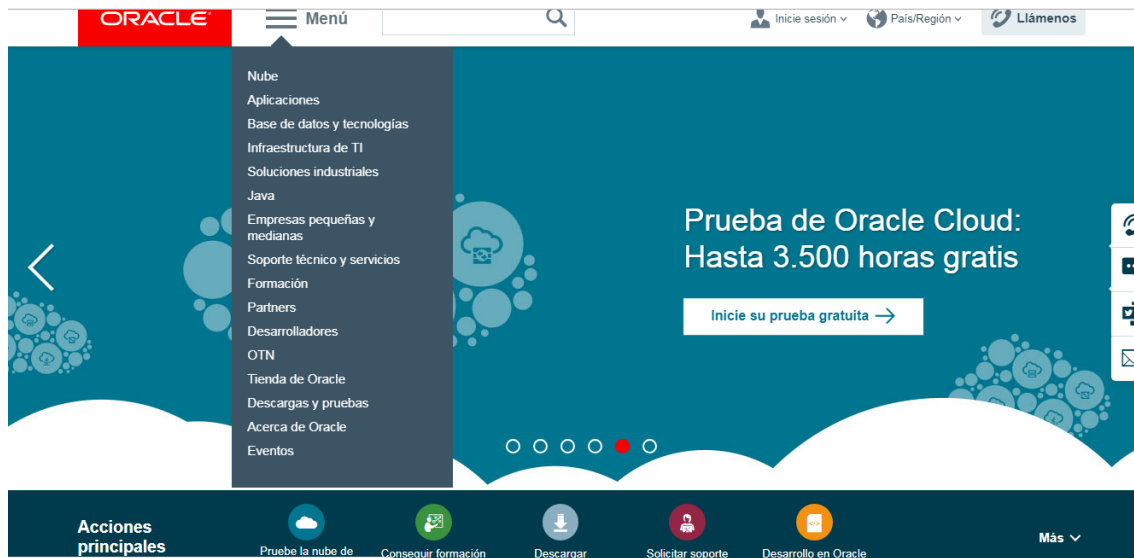 ORACLE
Menú
Inicie sesión
País/Región
Llámenos
Nube
Aplicaciones
Base de datos y tecnologías
Infraestructura de TI
Soluciones industriales
Java
Empresas pequeñas y
medianas
Soporte técnico y servicios
Formación
Partners
Desarrolladores
OTN
Tienda de Oracle
Descargas y pruebas
Acerca de Oracle
Eventos
Prueba de Oracle Cloud:
Hasta 3.500 horas gratis
Inicie su prueba gratuita
Acciones
principales
Pruebe la nube de
Conseguir formación
Descargar
Solicitar soporte
Desarrollo en Oracle
Más